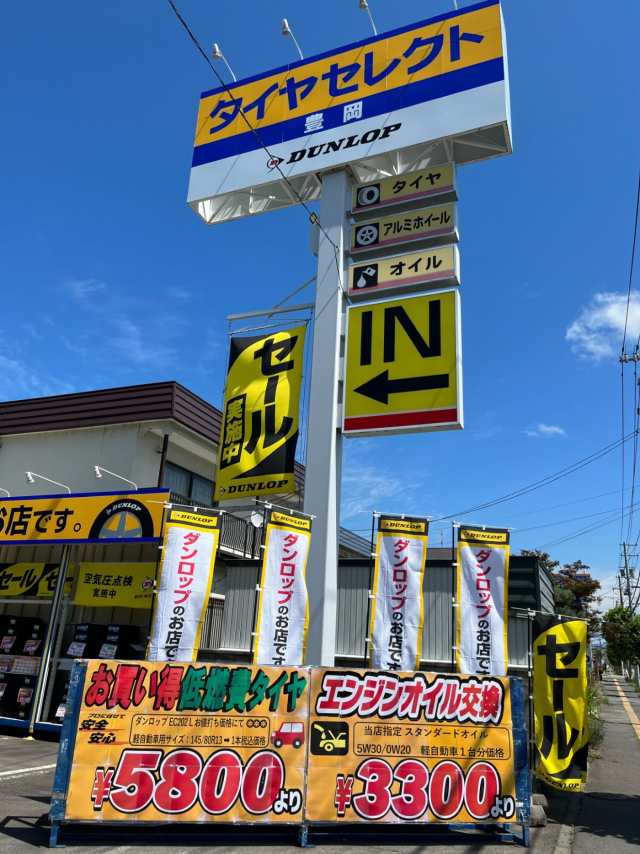 タイヤセレクト
豊岡
DUNLOP
タイヤ
アルミホイール
オイル
IN
セール
実施中
DUNLOP
お店です。
セール
DUNLOP
空気圧点検
実施中
DUNLOP
DUNLOP
ダンロップのお店です
DUNLOP
ダンロップのお店です
DUNLOP
ダンロップのお店です
DUNLOP
ダンロップのお店です
セール
お買い得低燃費タイヤ
プロに任せて
安全
安心
ダンロップ EC202L お値打ち価格にて
軽自動車用サイズ:145/80R13 ➡1本税込価格
¥5800より
エンジンオイル交換
当店指定 スタンダードオイル
5W30/0W20 軽自動車1台分価格
¥3300より